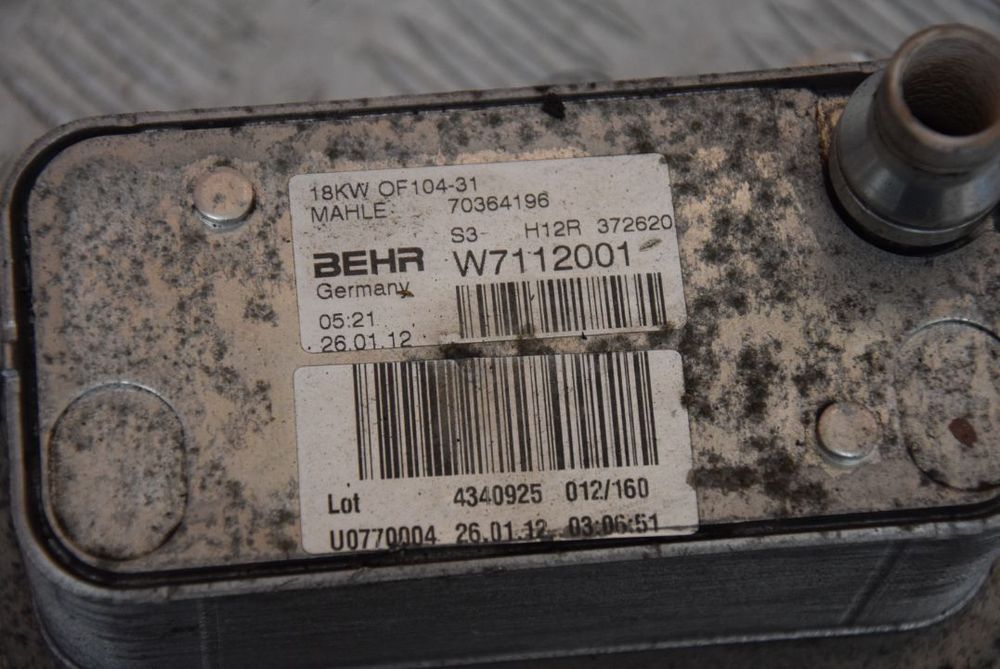 18KW OF104-31
MAHLE: 70364196
S3- H12R 372620
BEHR W7112001
Germany
05:21
26.01.12
Lot 4340925 012/160
U0770004 26.01.12 03:06:51